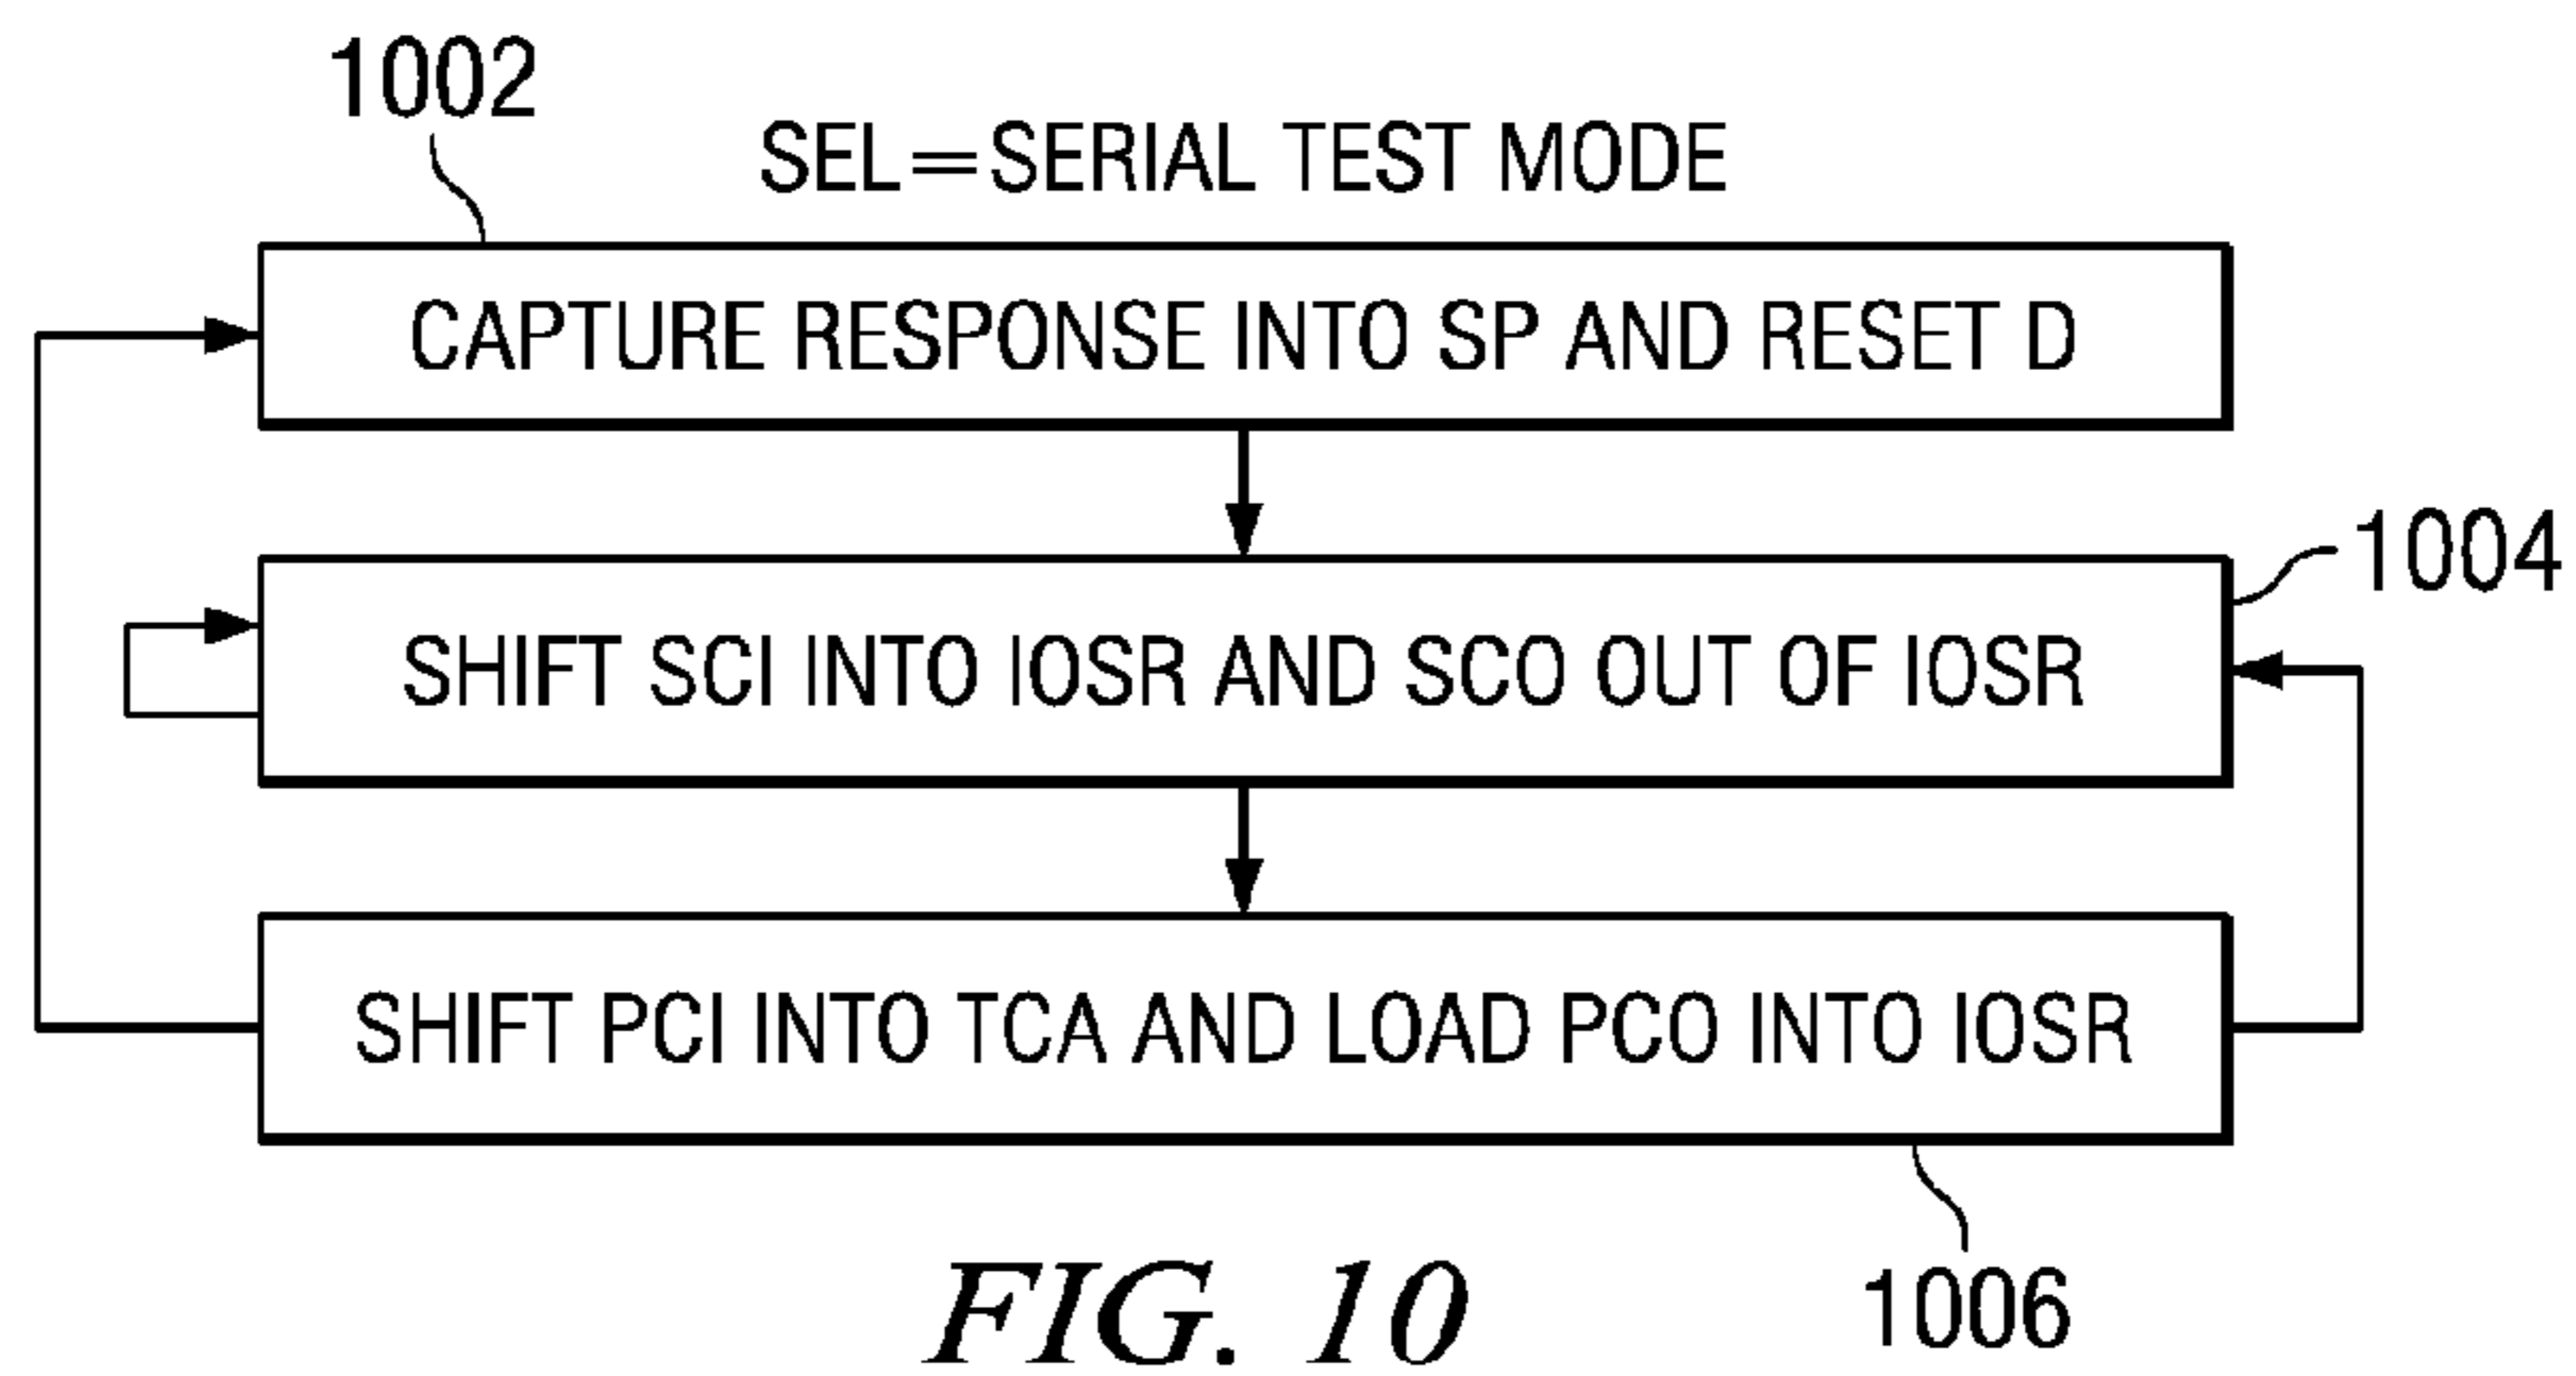 1002
SEL=SERIAL TEST MODE
CAPTURE RESPONSE INTO SP AND RESET D
1004
SHIFT SCI INTO IOSR AND SCO OUT OF IOSR
SHIFT PCI INTO TCA AND LOAD PCO INTO IOSR
1006
FIG. 10